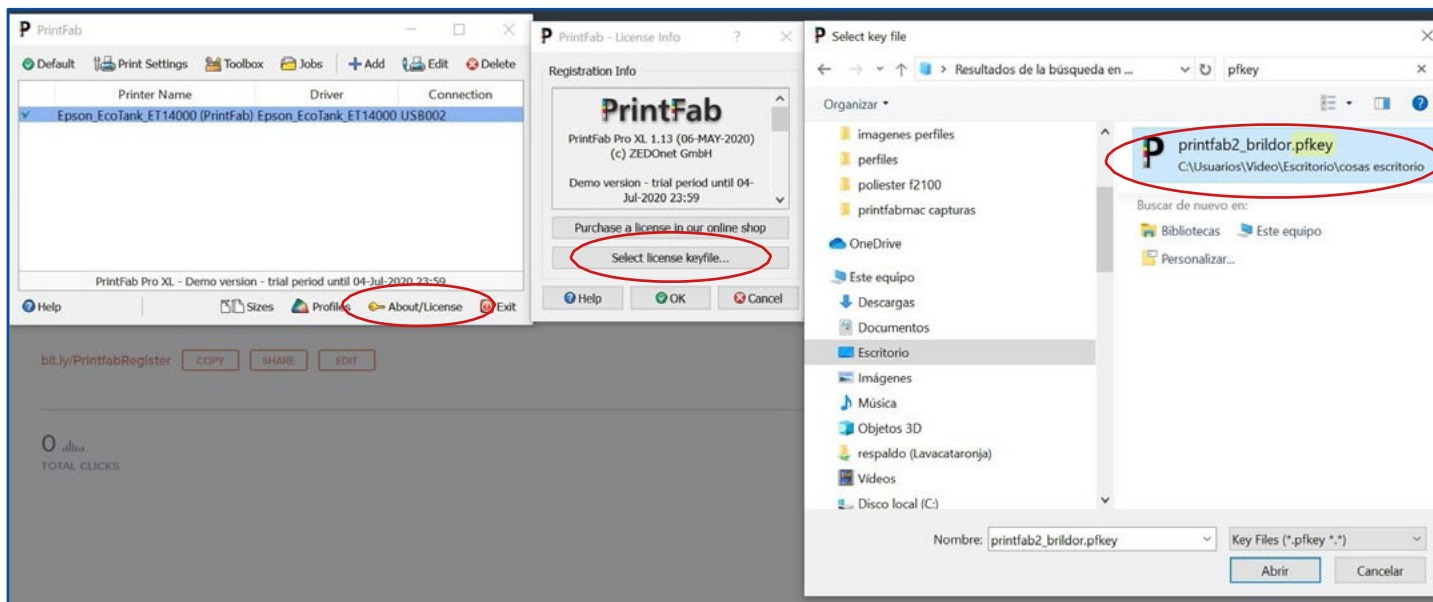 PrintFab
Default Print Settings Toolbox Jobs Add Edit Delete
Printer Name Driver Connection
Epson_EcoTank_ET14000 (PrintFab) Epson_EcoTank_ET14000 USB002
PrintFab Pro XL - Demo version - trial period until 04-Jul-2020 23:59
Help Sizes Profiles About/License Exit
PrintFab - License Info ?
Registration Info
PrintFab
PrintFab Pro XL 1.13 (06-MAY-2020)
(c) ZEDOnet GmbH
Demo version - trial period until 04-
Jul-2020 23:59
Purchase a license in our online shop
Select license keyfile...
Help OK Cancel
Select key file
Resultados de la búsqueda en ... pfkey
Organizar
imagenes perfiles
perfiles
poliester f2100
printfabmac capturas
OneDrive
Este equipo
Descargas
Documentos
Escritorio
Imágenes
Música
Objetos 3D
respaldo (Lavacataronja)
Vídeos
Disco local (C:)
printfab2_brildor.pfkey
C:\Usuarios\Video\Escritorio\cosas escritorio
Buscar de nuevo en:
Bibliotecas Este equipo
Personalizar...
Nombre: printfab2_brildor.pfkey Key Files (*.pfkey *.*)
Abrir Cancelar
bit.ly/PrintfabRegister COPY SHARE EDIT
0
TOTAL CLICKS